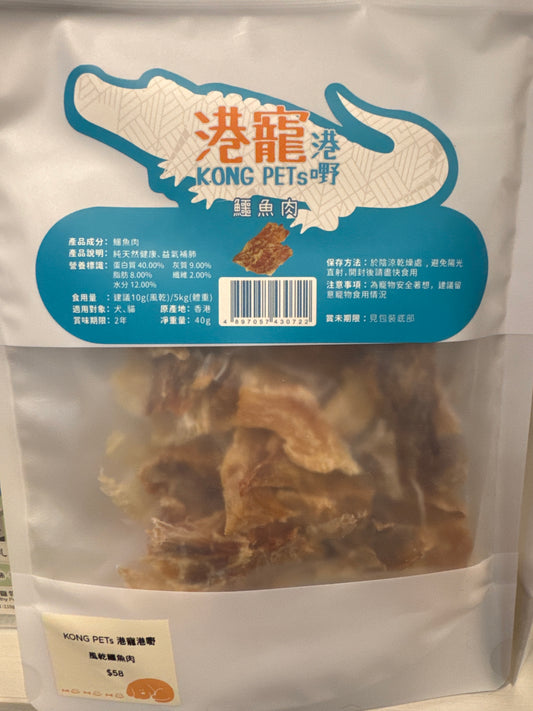 港寵港嘢
KONG PETs
鱷魚肉
產品成分： 鱷魚肉
產品說明： 純天然健康、益氣補肺
營養標識： 蛋白質 40.00% 灰質 9.00%
脂肪 8.00% 纖維 2.00%
水分 12.00%
食用量 ： 建議10g(風乾)/5kg(體重)
適用對象： 犬、貓 原產地： 香港
賞味期限： 2年 淨重量： 40g
4 897057 430722
保存方法： 於陰涼乾燥處 , 避免陽光
直射 , 開封後請盡快食用
注意事項： 為寵物安全著想，建議留
意寵物食用情況
賞未期限： 見包裝底部
KONG PETs 港寵港嘢
風乾鱷魚肉
$58